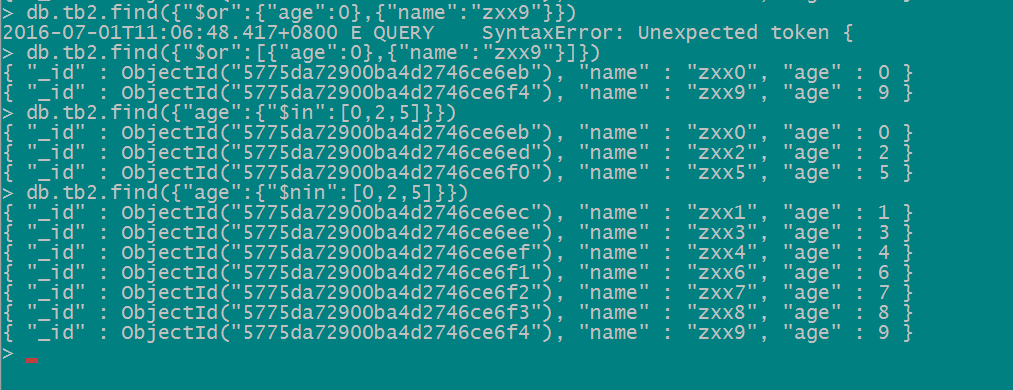 > db.tb2.find({"$or":{"age":0},{"name":"zxx9"}})
2016-07-01T11:06:48.417+0800 E QUERY    SyntaxError: Unexpected token {
> db.tb2.find({"$or":[{"age":0},{"name":"zxx9"}]})
{ "_id" : ObjectId("5775da72900ba4d2746ce6eb"), "name" : "zxx0", "age" : 0 }
{ "_id" : ObjectId("5775da72900ba4d2746ce6f4"), "name" : "zxx9", "age" : 9 }
> db.tb2.find({"age":{"$in":[0,2,5]}})
{ "_id" : ObjectId("5775da72900ba4d2746ce6eb"), "name" : "zxx0", "age" : 0 }
{ "_id" : ObjectId("5775da72900ba4d2746ce6ed"), "name" : "zxx2", "age" : 2 }
{ "_id" : ObjectId("5775da72900ba4d2746ce6f0"), "name" : "zxx5", "age" : 5 }
> db.tb2.find({"age":{"$nin":[0,2,5]}})
{ "_id" : ObjectId("5775da72900ba4d2746ce6ec"), "name" : "zxx1", "age" : 1 }
{ "_id" : ObjectId("5775da72900ba4d2746ce6ee"), "name" : "zxx3", "age" : 3 }
{ "_id" : ObjectId("5775da72900ba4d2746ce6ef"), "name" : "zxx4", "age" : 4 }
{ "_id" : ObjectId("5775da72900ba4d2746ce6f1"), "name" : "zxx6", "age" : 6 }
{ "_id" : ObjectId("5775da72900ba4d2746ce6f2"), "name" : "zxx7", "age" : 7 }
{ "_id" : ObjectId("5775da72900ba4d2746ce6f3"), "name" : "zxx8", "age" : 8 }
{ "_id" : ObjectId("5775da72900ba4d2746ce6f4"), "name" : "zxx9", "age" : 9 }
>